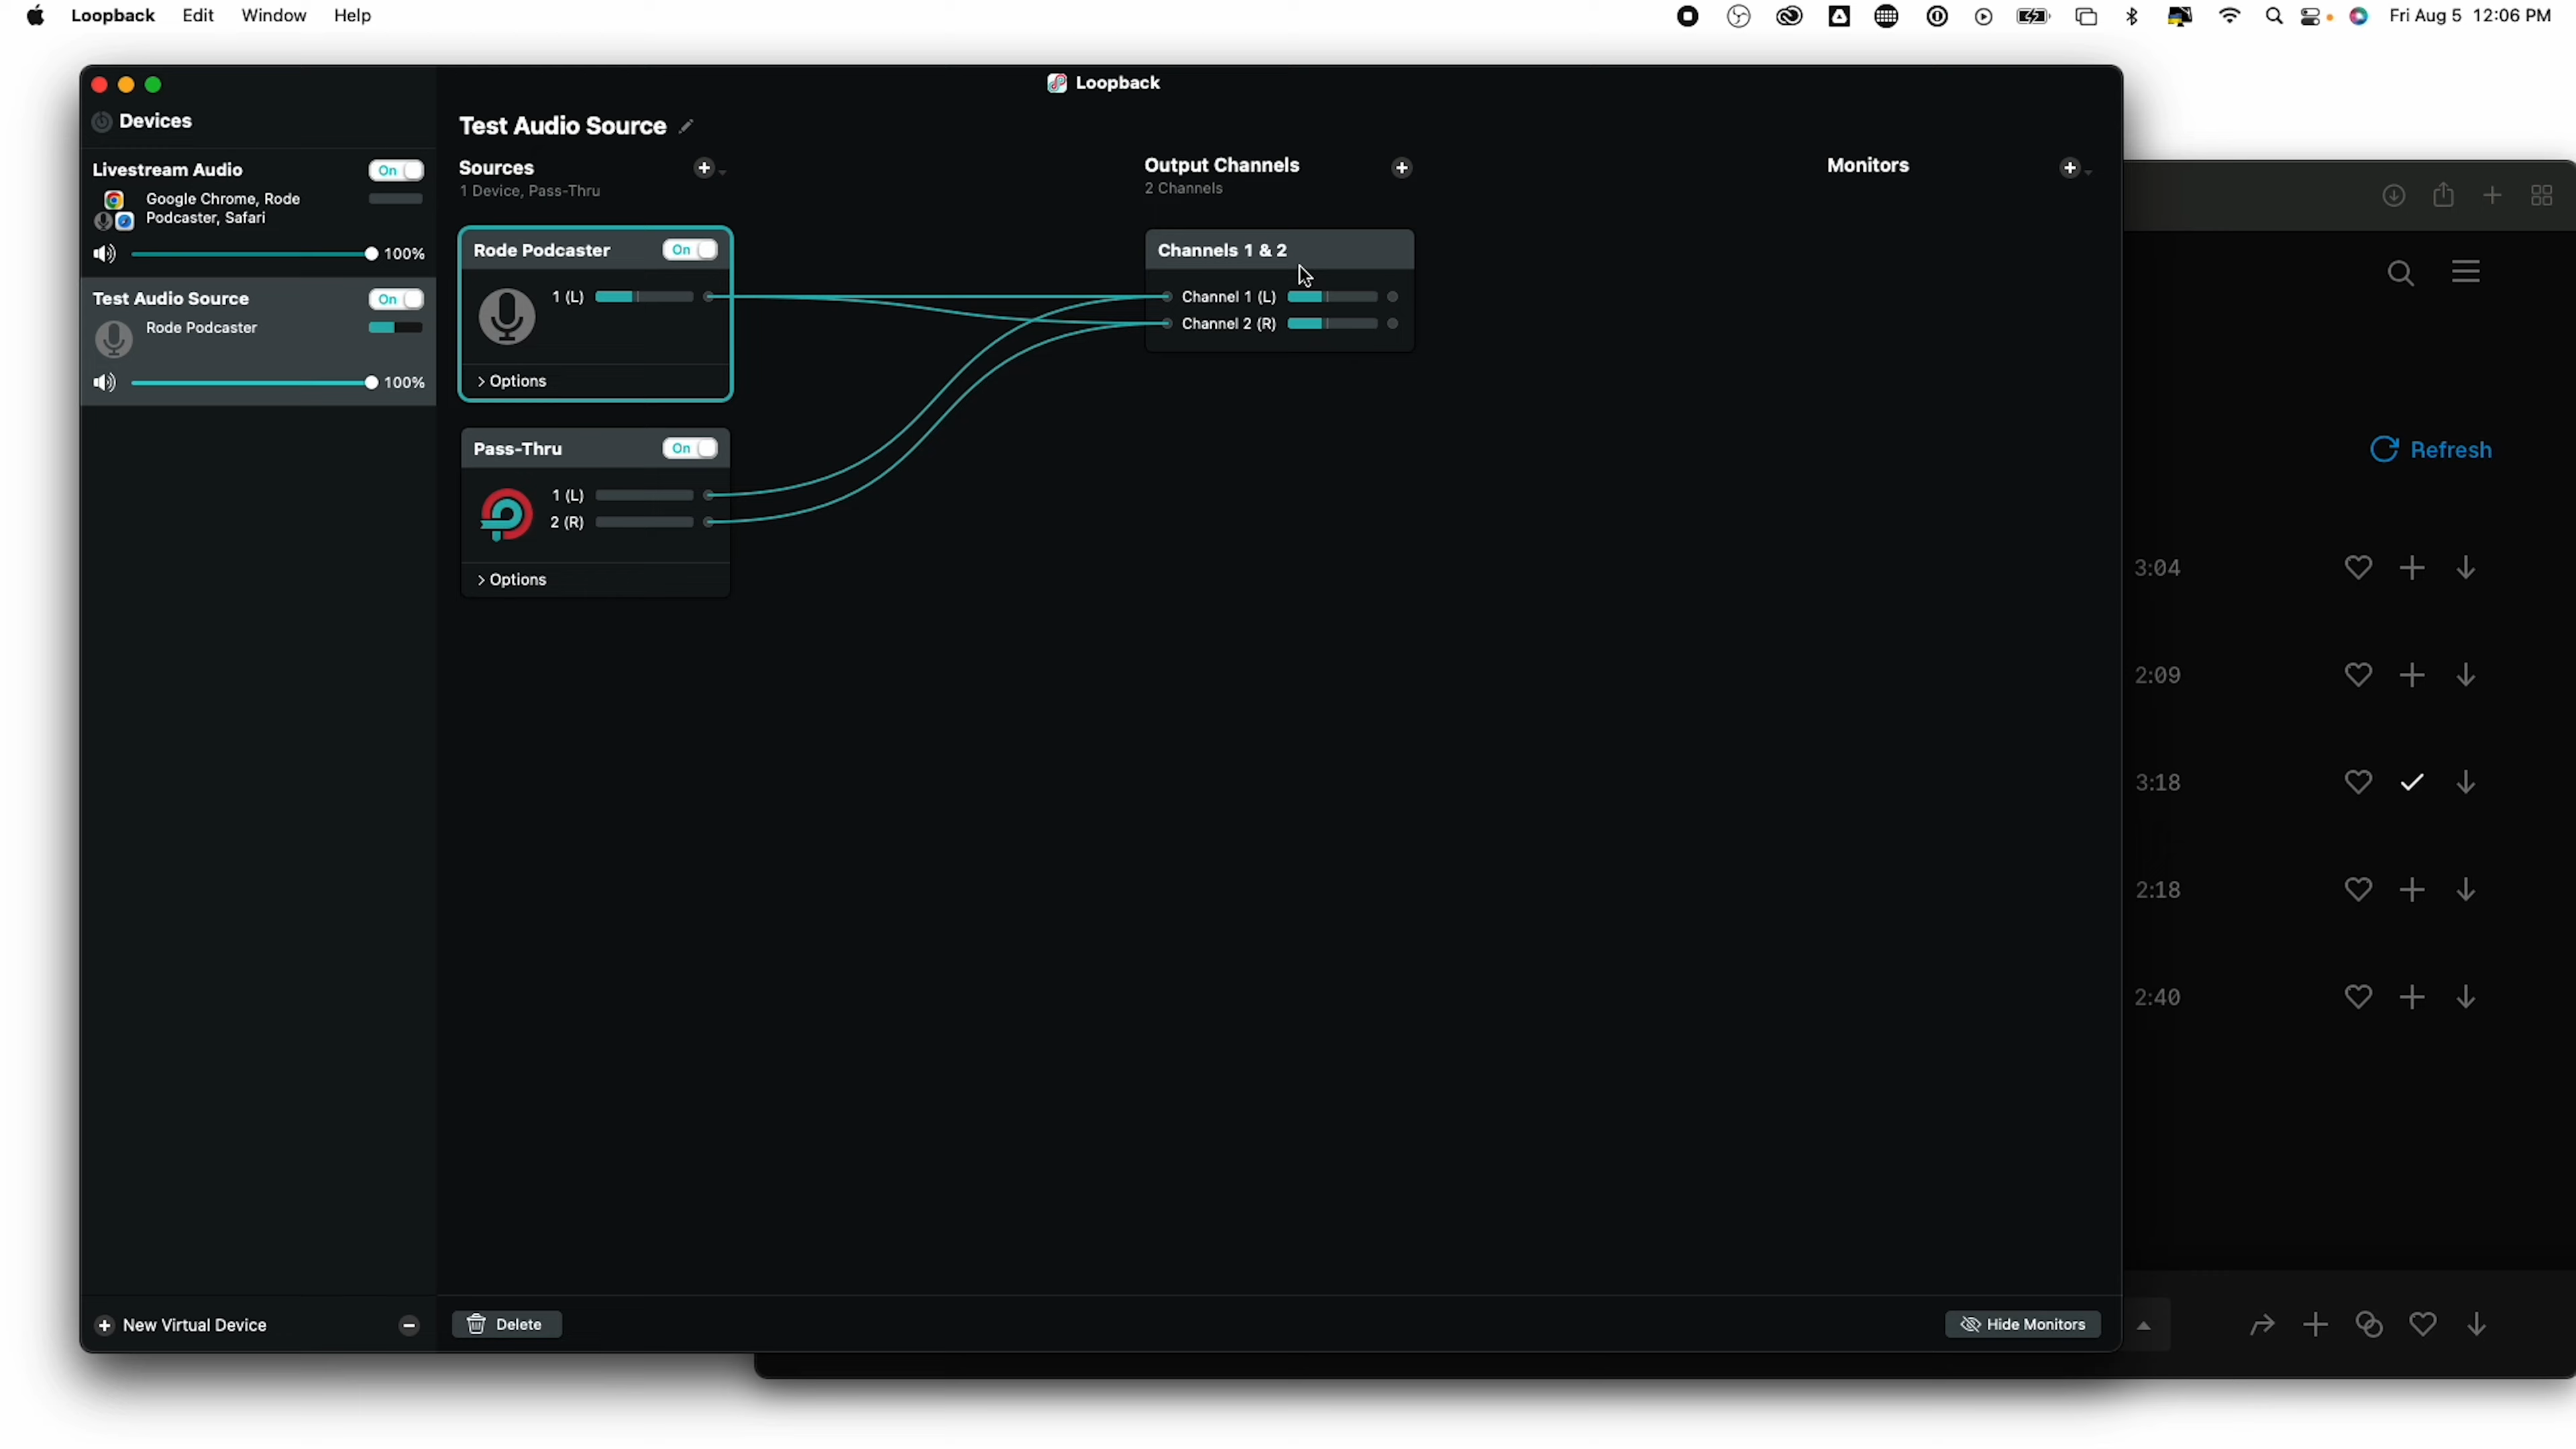 Loopback Edit Window Help
Fri Aug 5 12:06 PM
Loopback
Devices
Livestream Audio On
Google Chrome, Rode
Podcaster, Safari
100%
Test Audio Source On
Rode Podcaster
100%
New Virtual Device
Test Audio Source
Sources
1 Device, Pass-Thru
Rode Podcaster On
1 (L)
> Options
Pass-Thru On
1 (L)
2 (R)
> Options
Output Channels
2 Channels
Channels 1 & 2
Channel 1 (L)
Channel 2 (R)
Monitors
Delete
Hide Monitors
Refresh
3:04
2:09
3:18
2:18
2:40